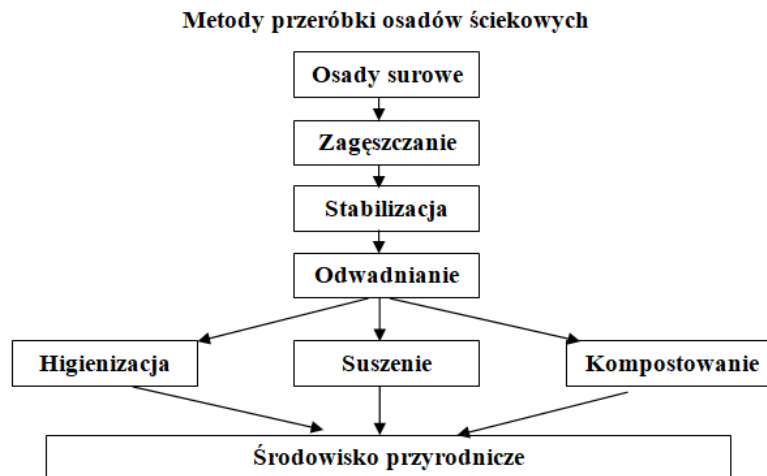 Metody przeróbki osadów ściekowych
Osady surowe
Zagęszczanie
Stabilizacja
Odwadnianie
Higienizacja
Suszenie
Kompostowanie
Środowisko przyrodnicze